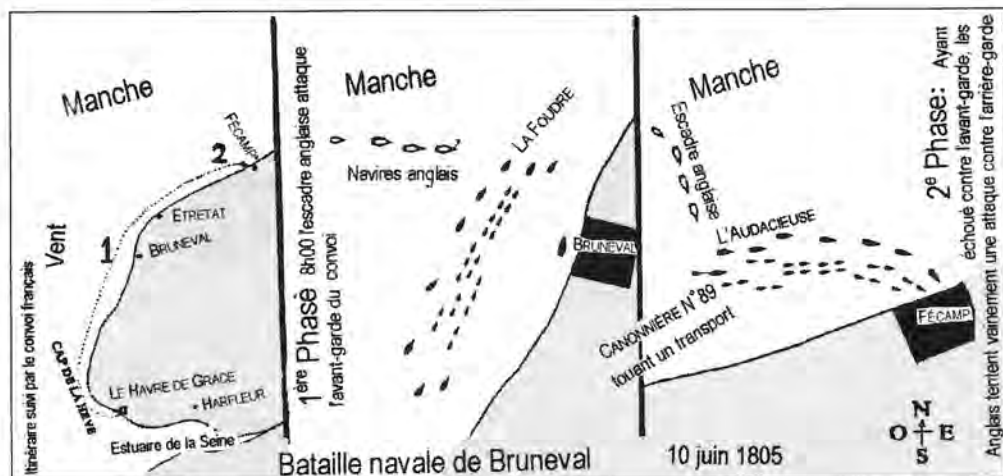 Itinéraire suivi par le convoi français
Manche
FÉCAMP
2
ETRETAT
BRUNEVAL
1
Vent
CAP DE LA HEVE
LE HAVRE DE GRACE
HARFLEUR
Estuaire de la Seine
1ère Phase 8h00 l'escadre anglaise attaque
l'avant-garde du convoi
Manche
Navires anglais
LA FOUDRE
BRUNEVAL
Manche
Escadre anglaise
L'AUDACIEUSE
CANONNIÈRE N° 89
touant un transport
FÉCAMP
2e Phase: Ayant
échoué contre l'avant-garde, les
Anglais tentent vainement une attaque contre l'arrière-garde
N
O E
S
Bataille navale de Bruneval 10 juin 1805